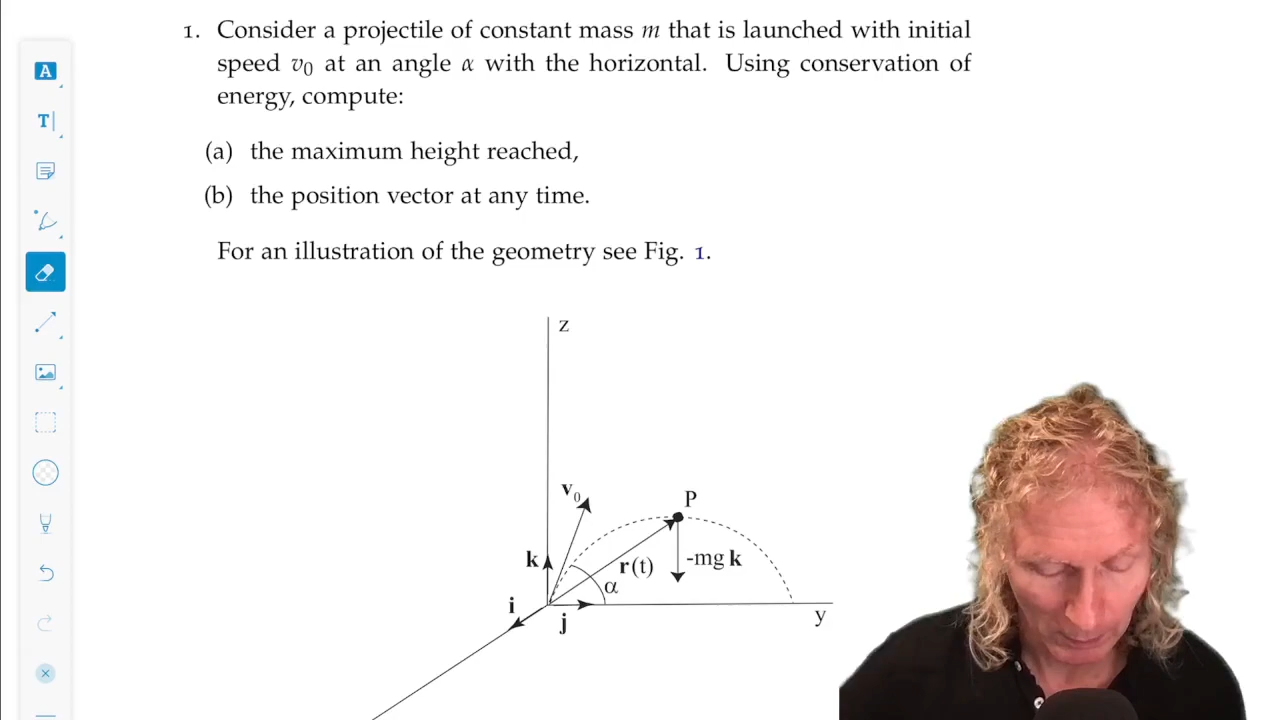 1. Consider a projectile of constant mass m that is launched with initial
speed v0 at an angle α with the horizontal. Using conservation of
energy, compute:
(a) the maximum height reached,
(b) the position vector at any time.
For an illustration of the geometry see Fig. 1.
z
v0
P
k
r(t)
-mg k
α
i
j
y
A
T